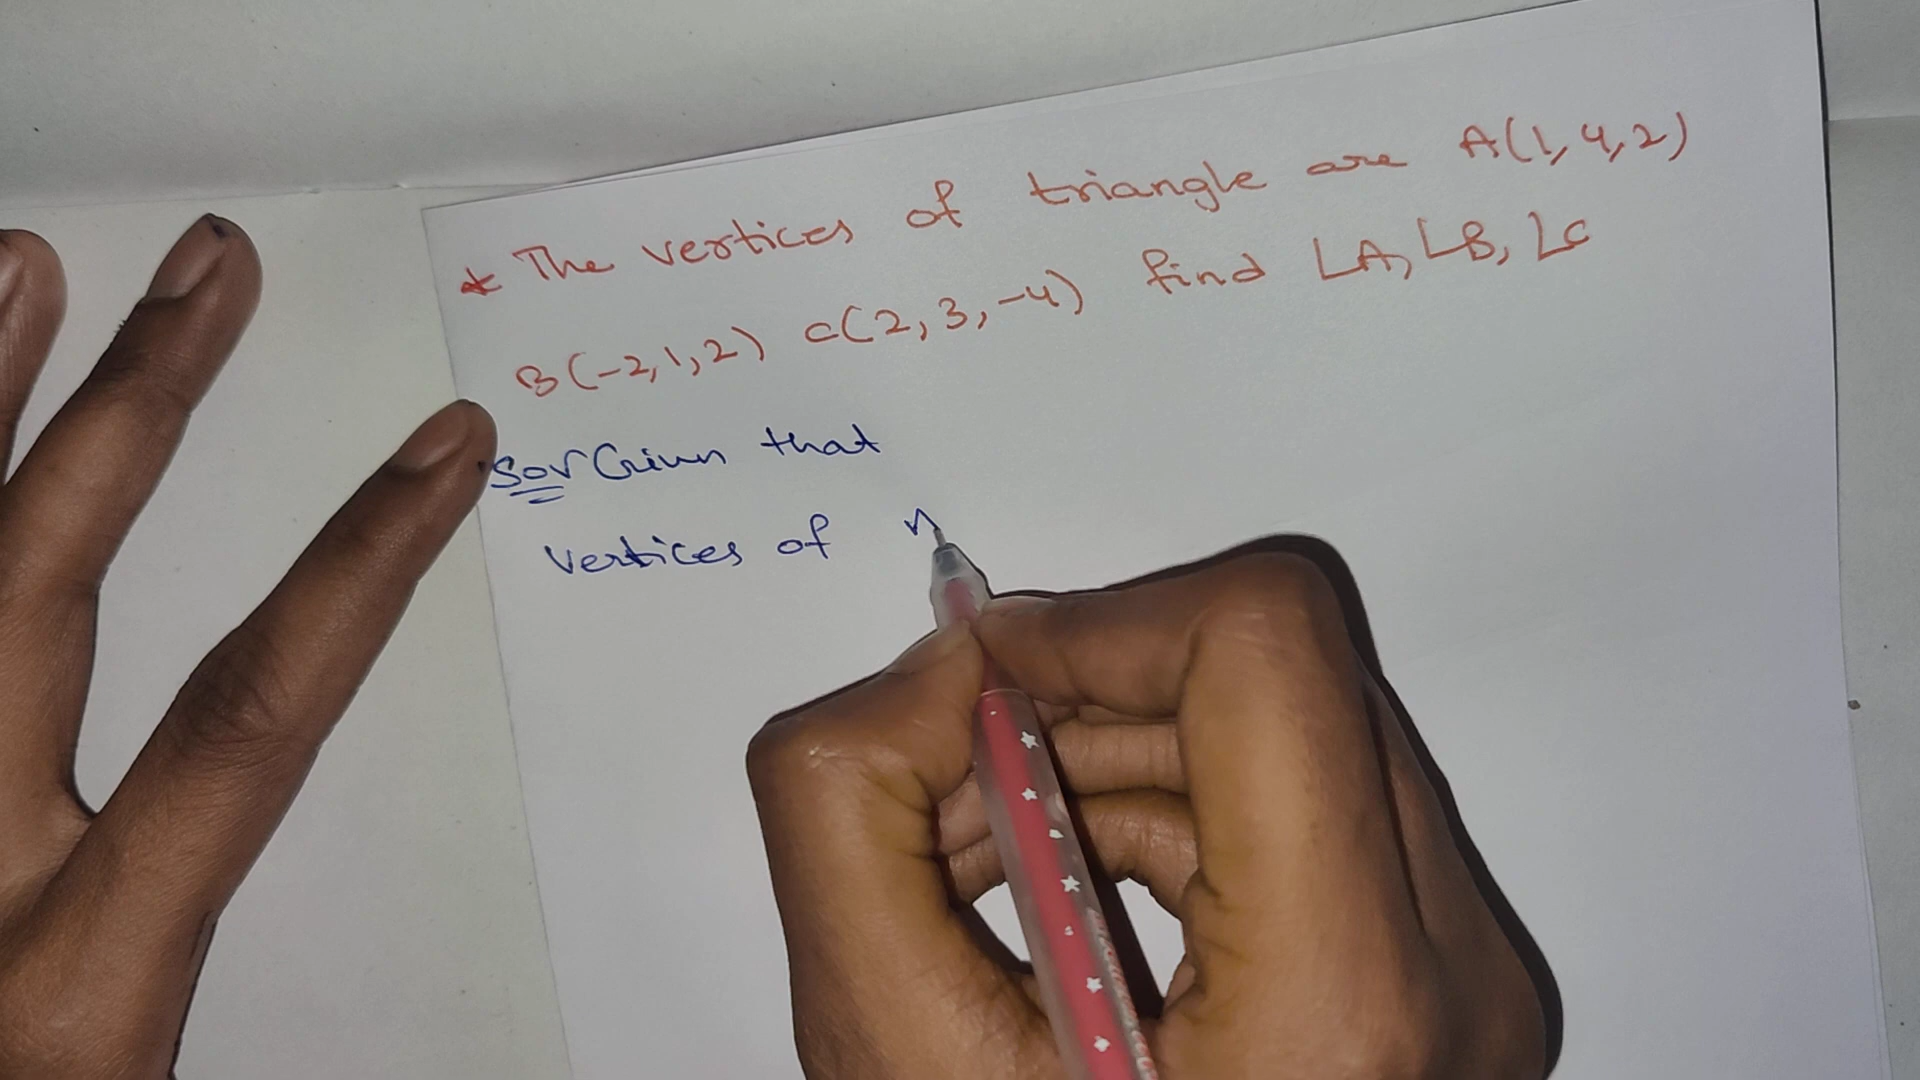 * The vertices of triangle are A(1,4,2)
B(-2,1,2) C(2,3,-4) find ∠A, ∠B, ∠C
Sol Given that
vertices of